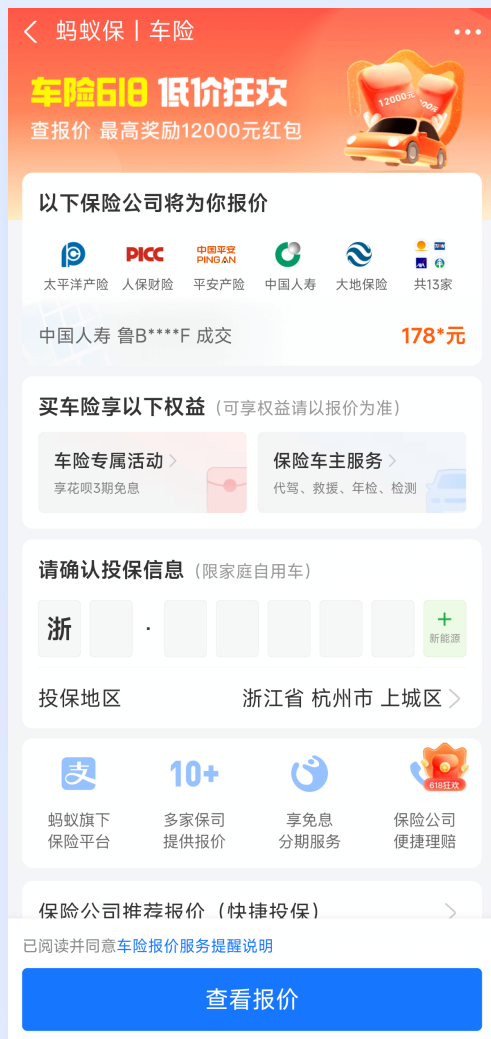 蚂蚁保 | 车险
车险618 低价狂欢
查报价 最高奖励12000元红包
12000元
以下保险公司将为你报价
PICC
中国平安
PING AN
太平洋产险 人保财险 平安产险 中国人寿 大地保险 共13家
中国人寿 鲁B****F 成交 178*元
买车险享以下权益（可享权益请以报价为准）
车险专属活动 保险车主服务
享花呗3期免息 代驾、救援、年检、检测
请确认投保信息（限家庭自用车）
浙 · + 新能源
投保地区 浙江省 杭州市 上城区
支 10+ 618狂欢
蚂蚁旗下 多家保司 享免息 保险公司
保险平台 提供报价 分期服务 便捷理赔
保险公司推荐报价（快捷投保）
已阅读并同意车险报价服务提醒说明
查看报价